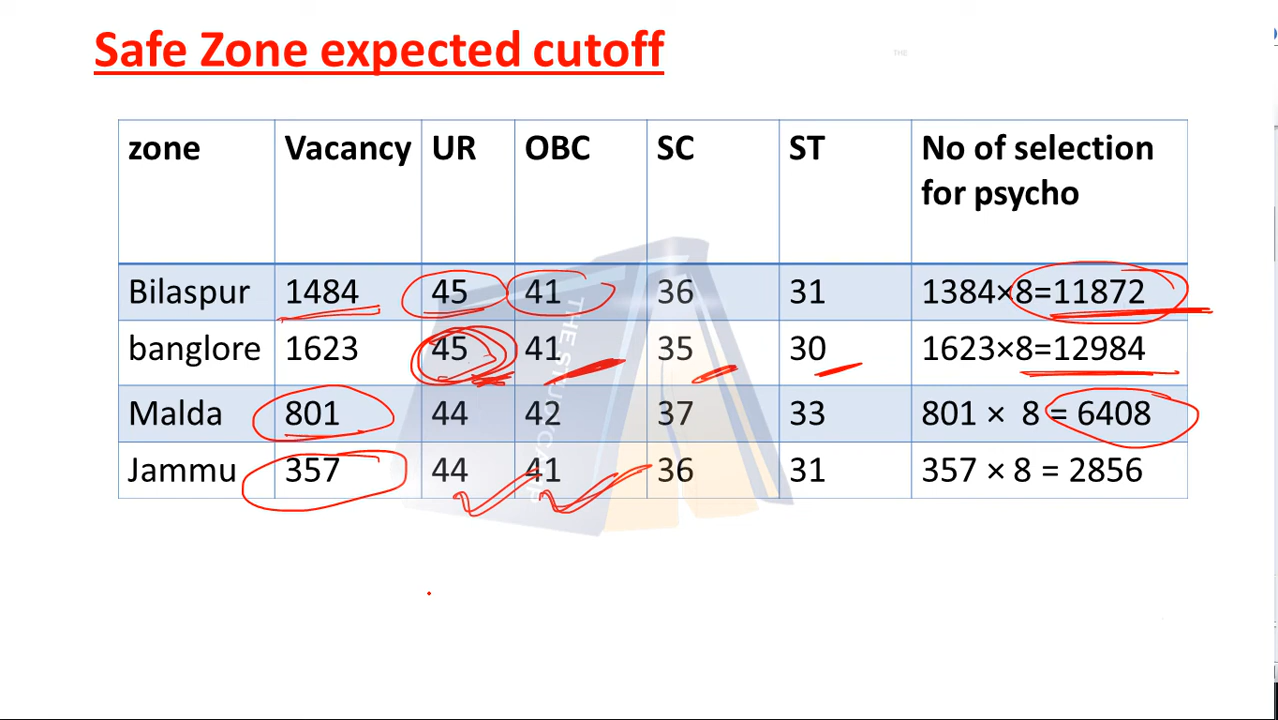 Safe Zone expected cutoff
THE
zone Vacancy UR OBC SC ST No of selection
for psycho
Bilaspur 1484 45 41 36 31 1384×8=11872
banglore 1623 45 41 35 30 1623×8=12984
Malda 801 44 42 37 33 801 × 8 = 6408
Jammu 357 44 41 36 31 357 × 8 = 2856